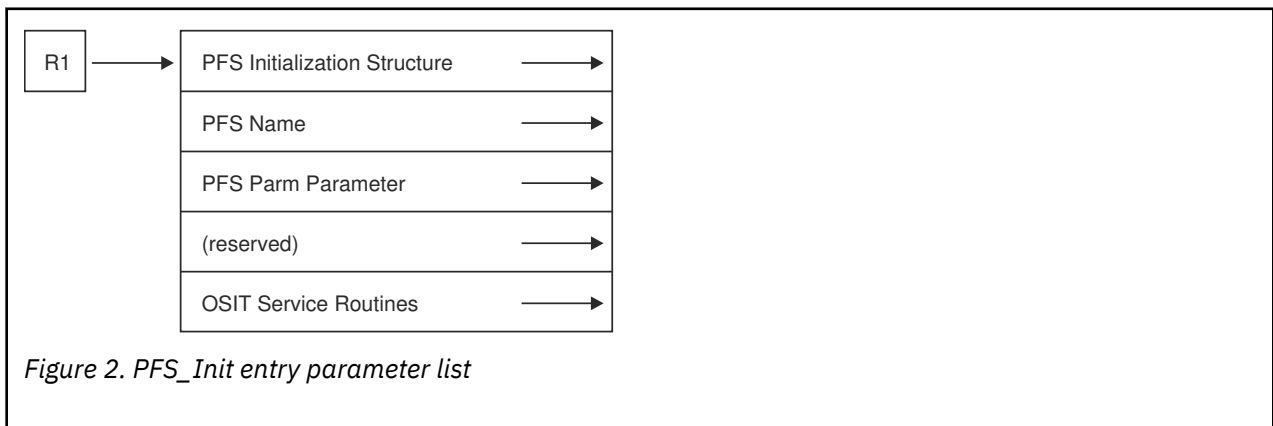 R1
PFS Initialization Structure
PFS Name
PFS Parm Parameter
(reserved)
OSIT Service Routines
Figure 2. PFS_Init entry parameter list